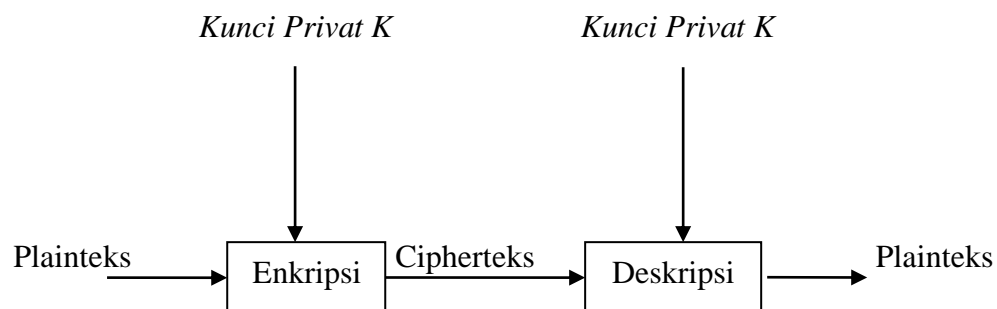 Kunci Privat K Kunci Privat K
Plainteks Enkripsi Cipherteks Deskripsi Plainteks